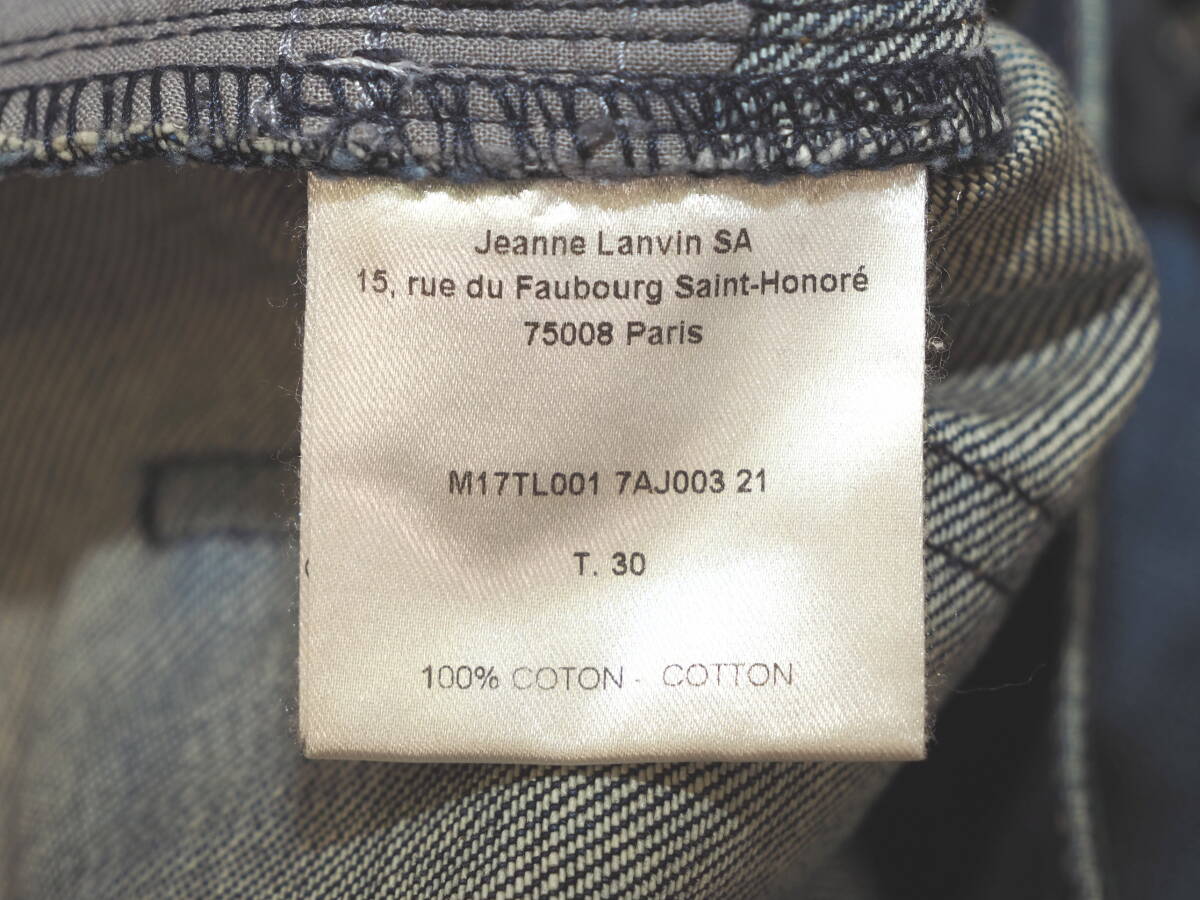 Jeanne Lanvin SA
15, rue du Faubourg Saint-Honoré
75008 Paris
M17TL001 7AJ003 21
T. 30
100% COTON - COTTON